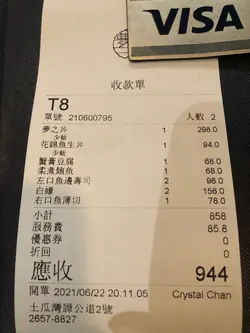 VISA
收款單
T8
單號 210600795 人數 2
夢之丼 1 298.0
少飯
花錦魚生丼 1 94.0
少飯
蟹膏豆腐 1 68.0
柔煮鮑魚 1 68.0
左口魚邊壽司 2 96.0
白鱔 2 156.0
右口魚薄切 1 78.0
小計 858
服務費 85.8
優惠券 0
折回 0
應收 944
開單 2021/06/22 20.11.05 Crystal Chan
土瓜灣譚公道2號
2657-8827